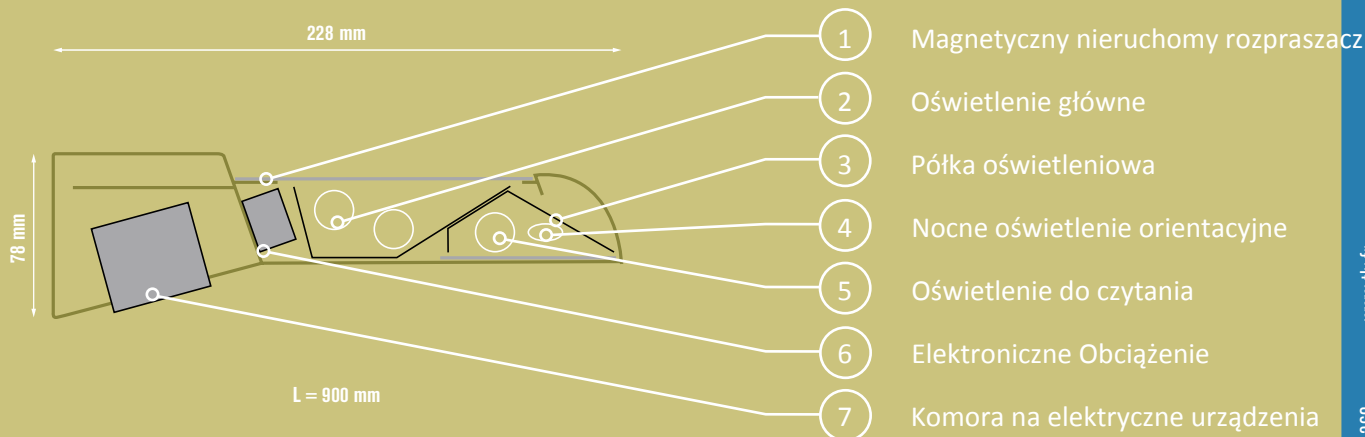 228 mm
78 mm
L = 900 mm
1 Magnetyczny nieruchomy rozpraszacz
2 Oświetlenie główne
3 Półka oświetleniowa
4 Nocne oświetlenie orientacyjne
5 Oświetlenie do czytania
6 Elektroniczne Obciążenie
7 Komora na elektryczne urządzenia